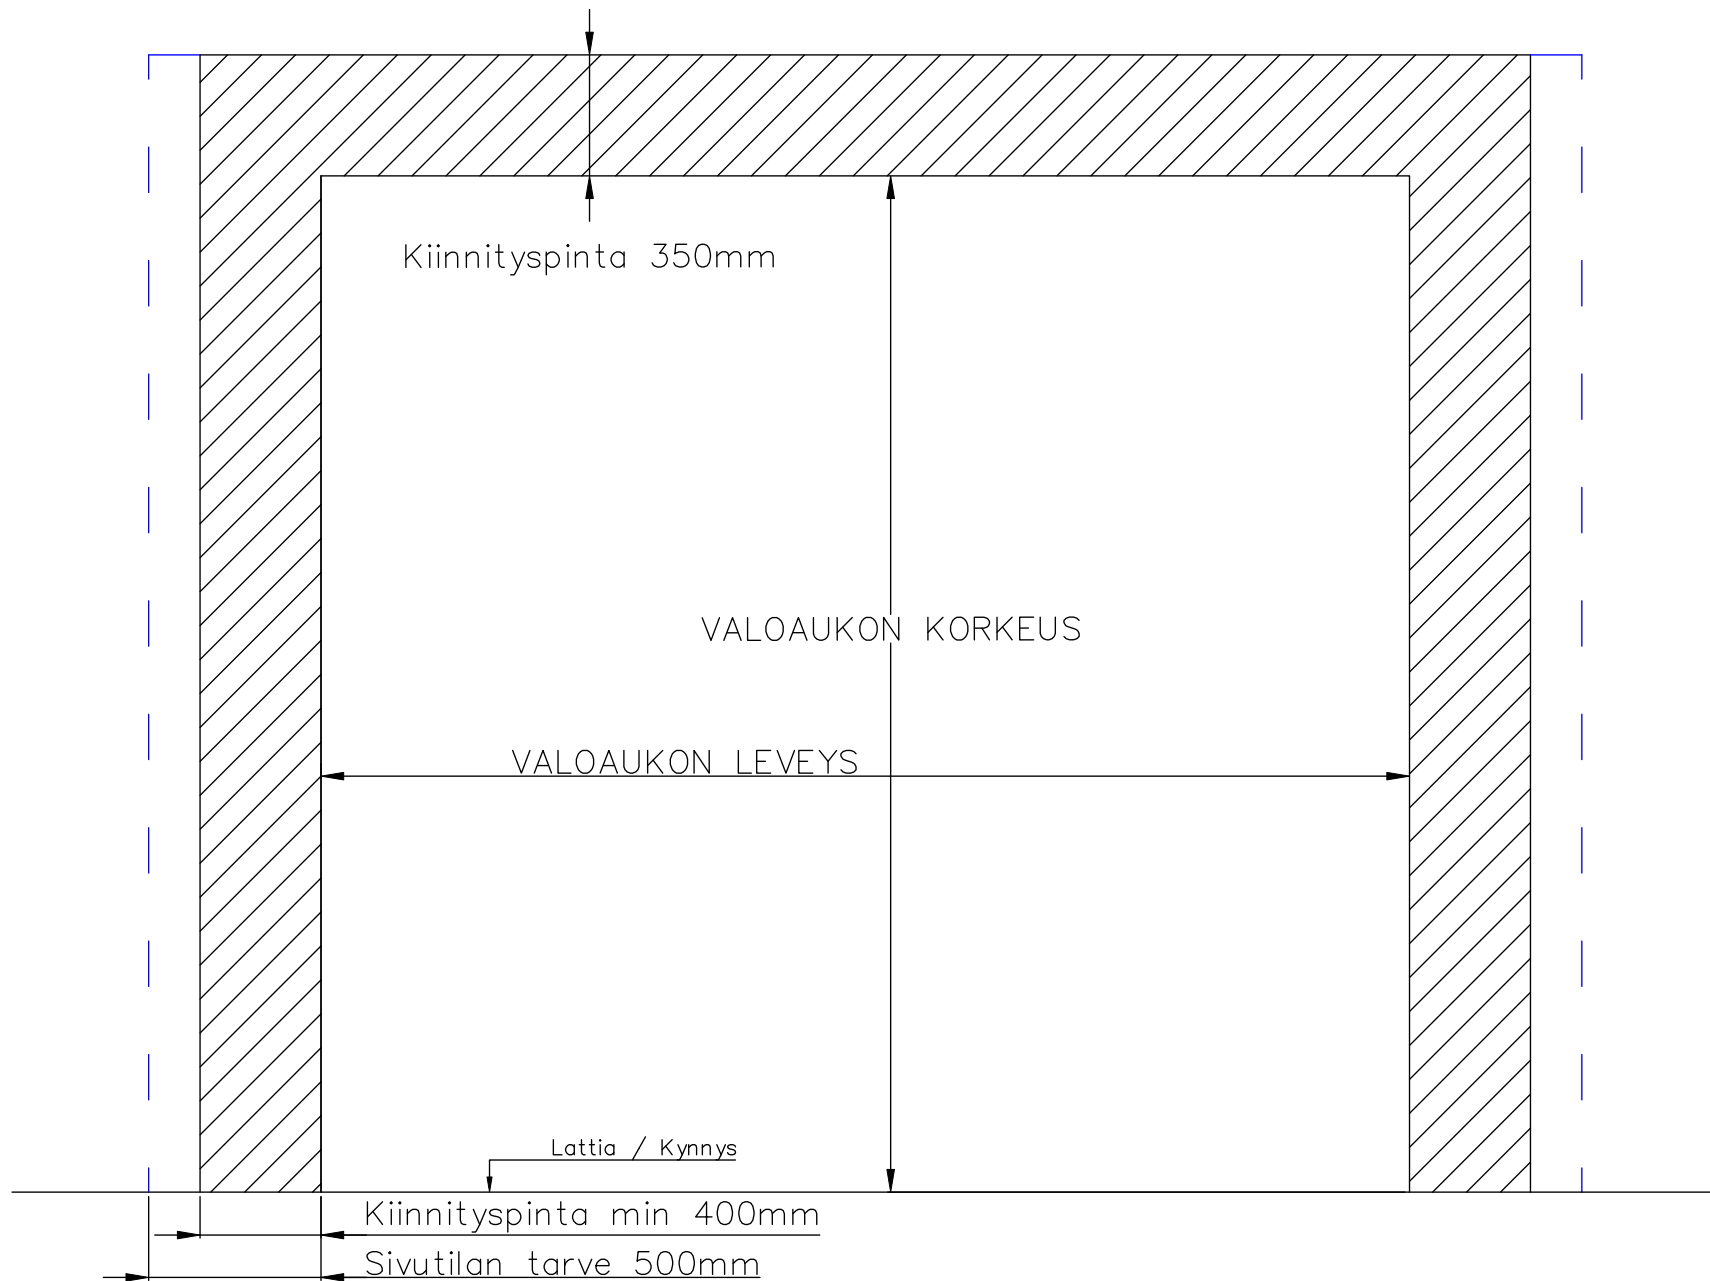 Kiinnityspinta 350mm
VALOAUKON KORKEUS
VALOAUKON LEVEYS
Lattia / Kynnys
Kiinnityspinta min 400mm
Sivutilan tarve 500mm